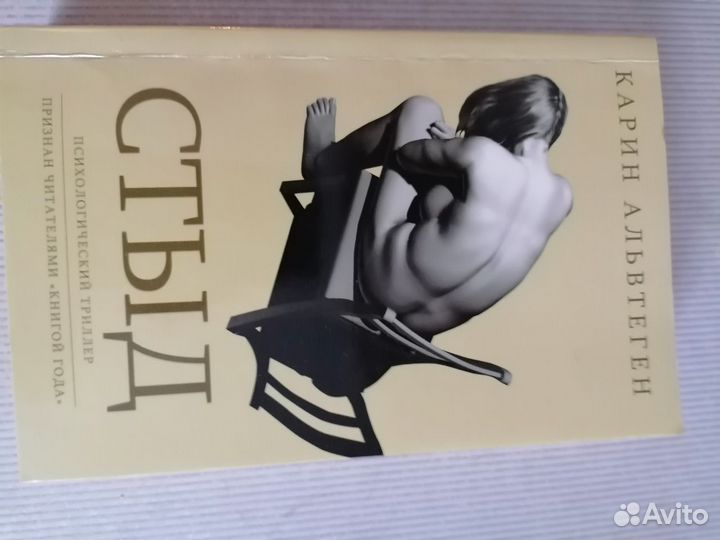 КАРИН АЛЬВТЕГЕН
СТЫД
ПСИХОЛОГИЧЕСКИЙ ТРИЛЛЕР
ПРИЗНАН ЧИТАТЕЛЯМИ «КНИГОЙ ГОДА»
Avito